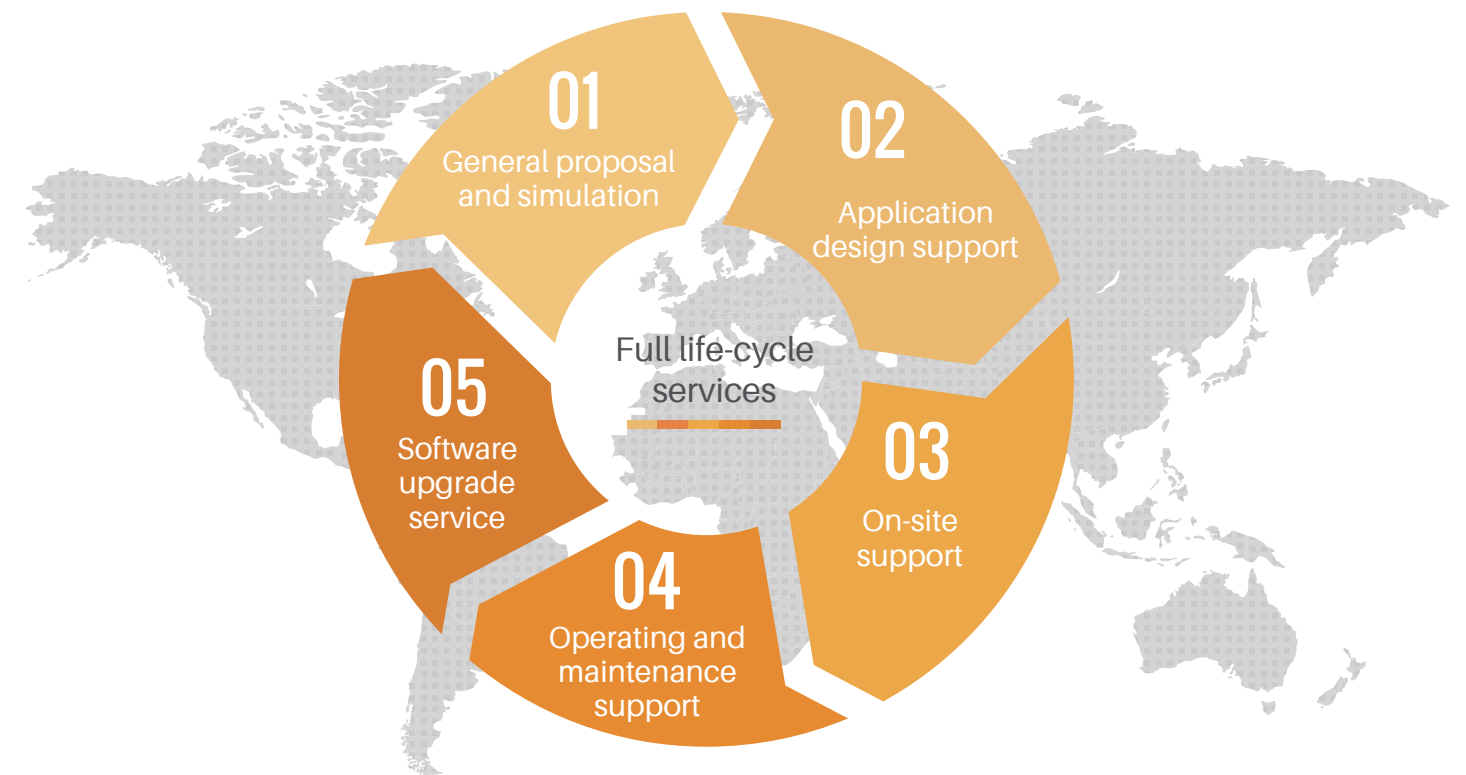 01
General proposal
and simulation
02
Application
design support
03
On-site
support
04
Operating and
maintenance
support
05
Software
upgrade
service
Full life-cycle
services